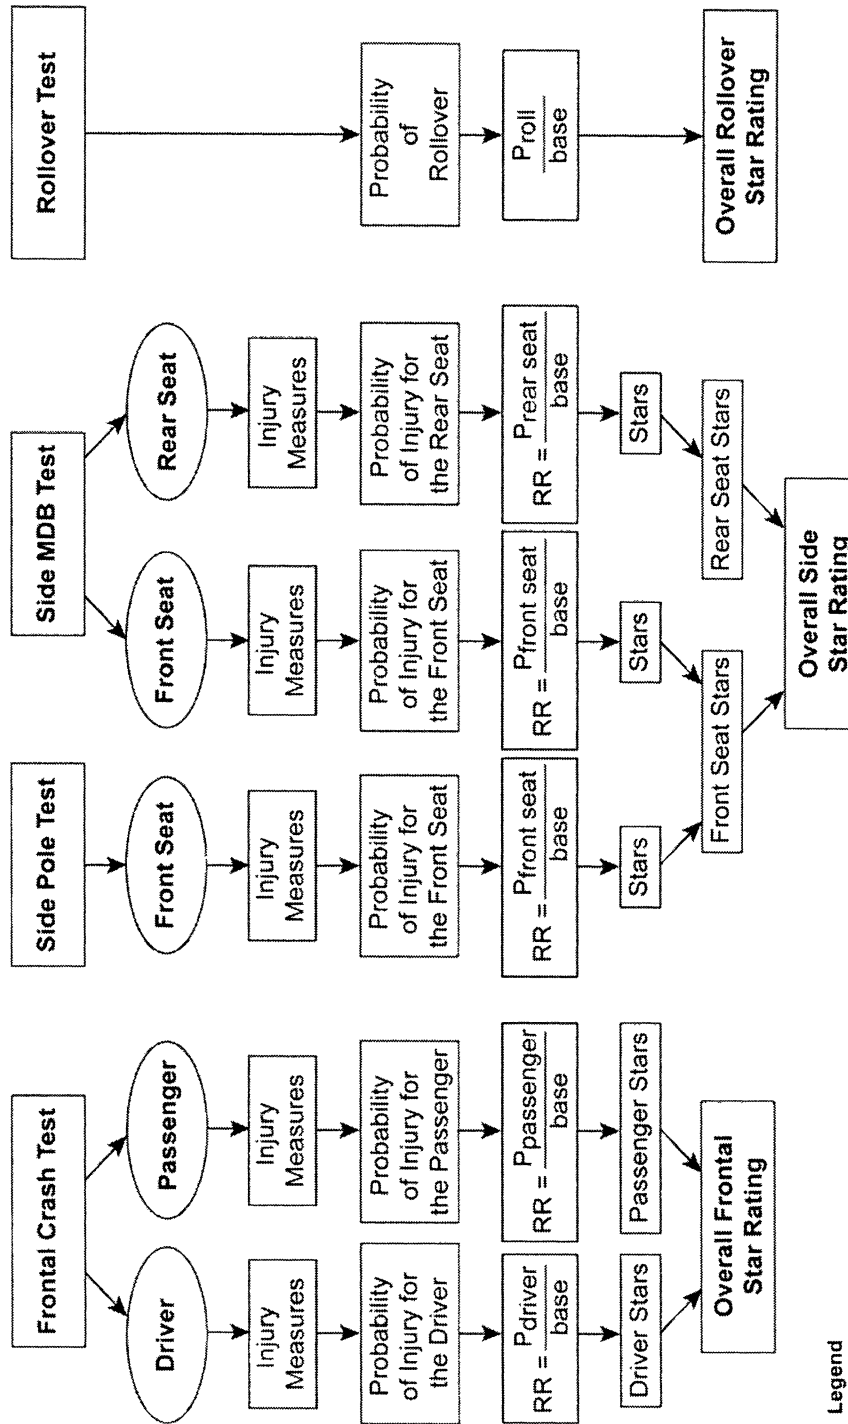 Frontal Crash Test
Driver
Passenger
Injury
Measures
Injury
Measures
Probability
of Injury for
the Driver
Probability
of Injury for
the Passenger
RR = Pdriver
base
RR = Ppassenger
base
Driver Stars
Passenger Stars
Overall Frontal
Star Rating
Side Pole Test
Side MDB Test
Front Seat
Front Seat
Rear Seat
Injury
Measures
Injury
Measures
Injury
Measures
Probability
of Injury for
the Front Seat
Probability
of Injury for
the Front Seat
Probability
of Injury for
the Rear Seat
RR = Pfront seat
base
RR = Pfront seat
base
RR = Prear seat
base
Stars
Stars
Stars
Front Seat Stars
Rear Seat Stars
Overall Side
Star Rating
Rollover Test
Probability
of
Rollover
Proll
base
Overall Rollover
Star Rating
Legend